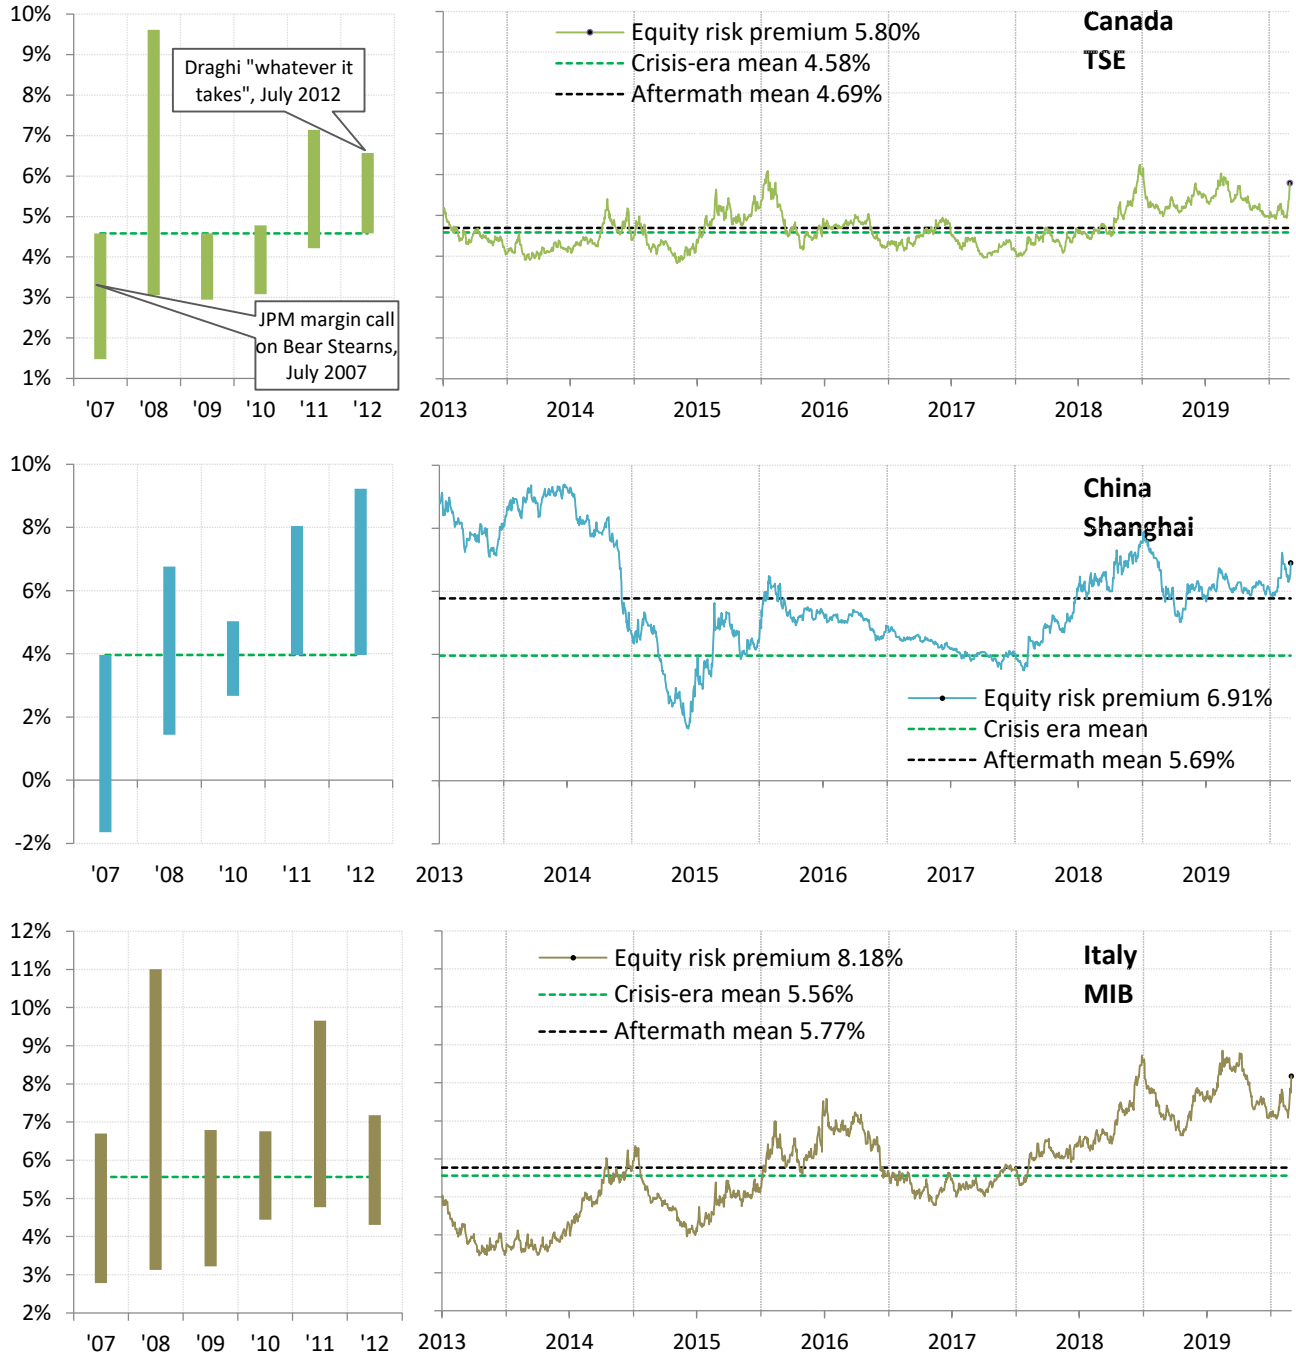 10%
9%
8%
7%
6%
5%
4%
3%
2%
1%
Draghi "whatever it
takes", July 2012
JPM margin call
on Bear Stearns,
July 2007
'07 '08 '09 '10 '11 '12
Equity risk premium 5.80%
Crisis-era mean 4.58%
Aftermath mean 4.69%
Canada
TSE
2013 2014 2015 2016 2017 2018 2019
10%
8%
6%
4%
2%
0%
-2%
'07 '08 '10 '11 '12
China
Shanghai
Equity risk premium 6.91%
Crisis era mean
Aftermath mean 5.69%
2013 2014 2015 2016 2017 2018 2019
12%
11%
10%
9%
8%
7%
6%
5%
4%
3%
2%
'07 '08 '09 '10 '11 '12
Equity risk premium 8.18%
Crisis-era mean 5.56%
Aftermath mean 5.77%
Italy
MIB
2013 2014 2015 2016 2017 2018 2019